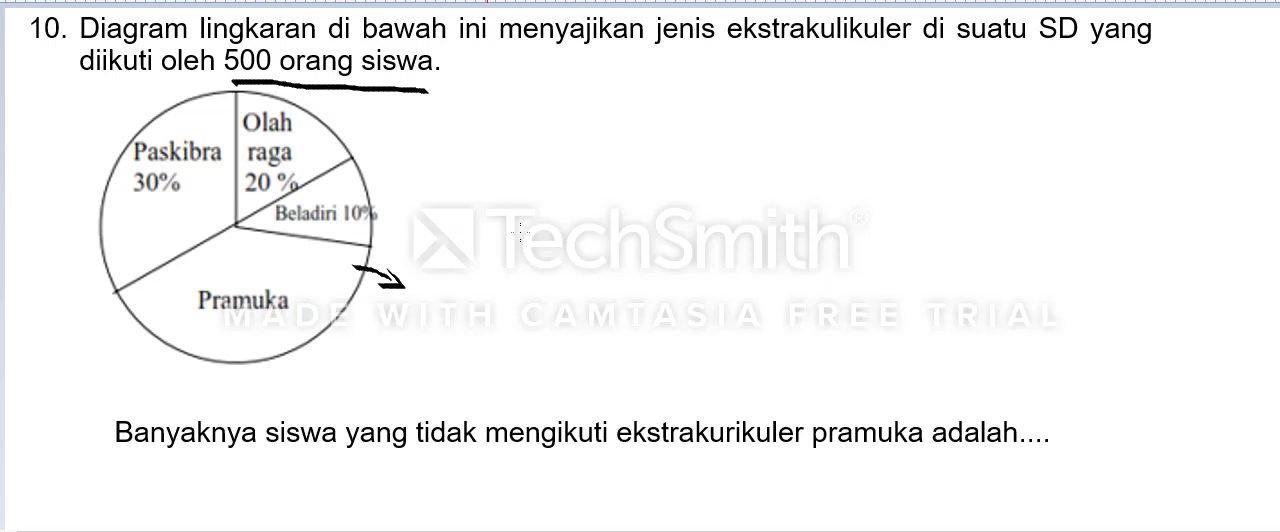 10. Diagram lingkaran di bawah ini menyajikan jenis ekstrakulikuler di suatu SD yang
diikuti oleh 500 orang siswa.
Olah
raga
20 %
Paskibra
30%
Beladiri 10%
Pramuka
TechSmith®
MADE WITH CAMTASIA FREE TRIAL
Banyaknya siswa yang tidak mengikuti ekstrakurikuler pramuka adalah....